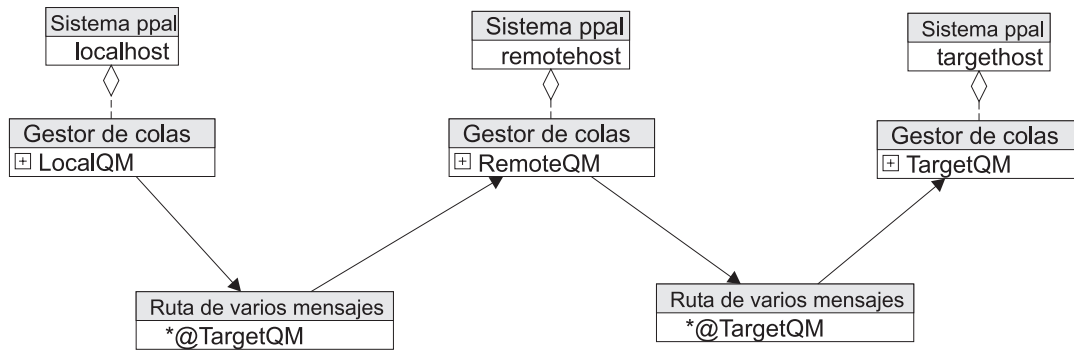 Sistema ppal
localhost
Sistema ppal
remotehost
Sistema ppal
targethost
Gestor de colas
+ LocalQM
Gestor de colas
+ RemoteQM
Gestor de colas
+ TargetQM
Ruta de varios mensajes
*@TargetQM
Ruta de varios mensajes
*@TargetQM